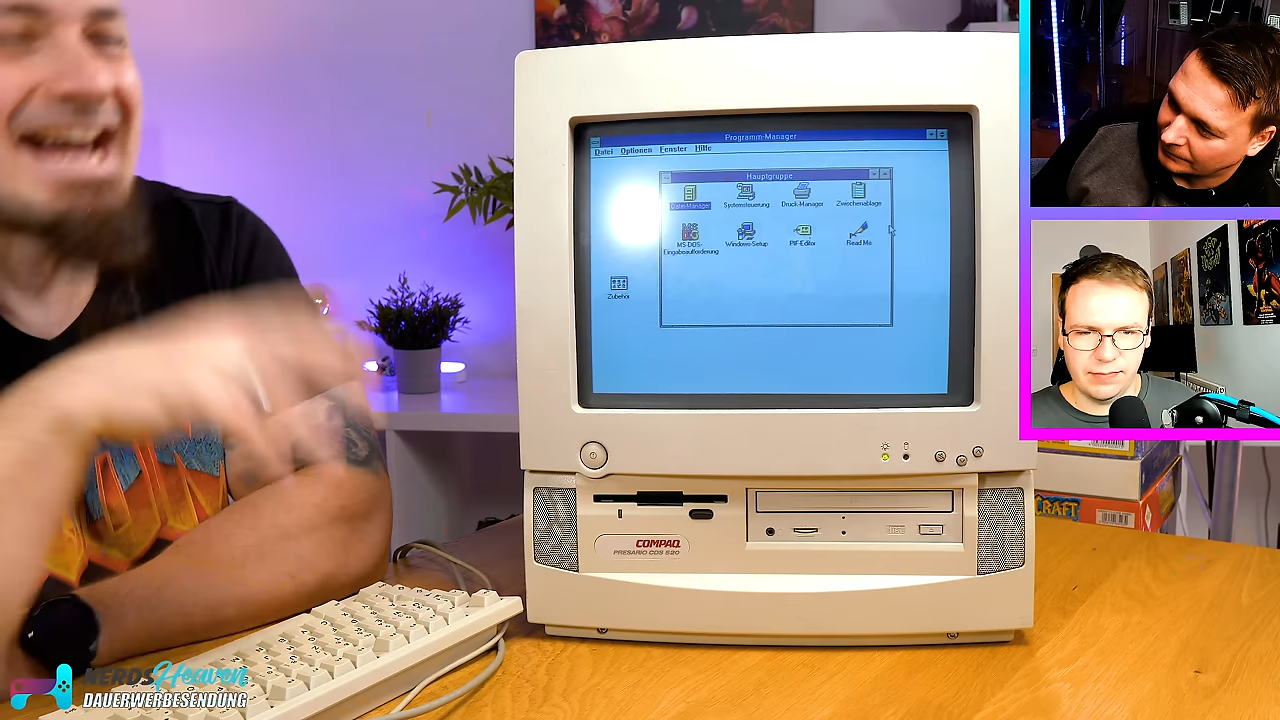 Programm-Manager
Datei Optionen Fenster Hilfe
Hauptgruppe
Datei-Manager Systemsteuerung Druck-Manager Zwischenablage
MS-DOS-Eingabeaufforderung Windows-Setup PIF-Editor Read Me
Zubehör
COMPAQ
PRESARIO CDS 520
CRAFT
NERDSHeaven
DAUERWERBESENDUNG